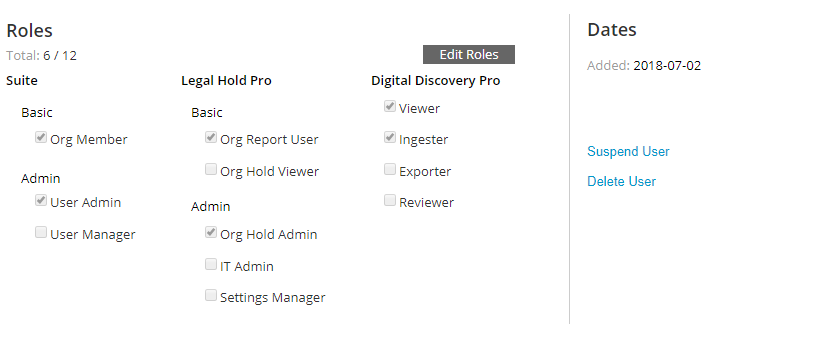 Roles
Total: 6 / 12
Edit Roles
Suite
Basic
Org Member
Admin
User Admin
User Manager
Legal Hold Pro
Basic
Org Report User
Org Hold Viewer
Admin
Org Hold Admin
IT Admin
Settings Manager
Digital Discovery Pro
Viewer
Ingester
Exporter
Reviewer
Dates
Added: 2018-07-02
Suspend User
Delete User